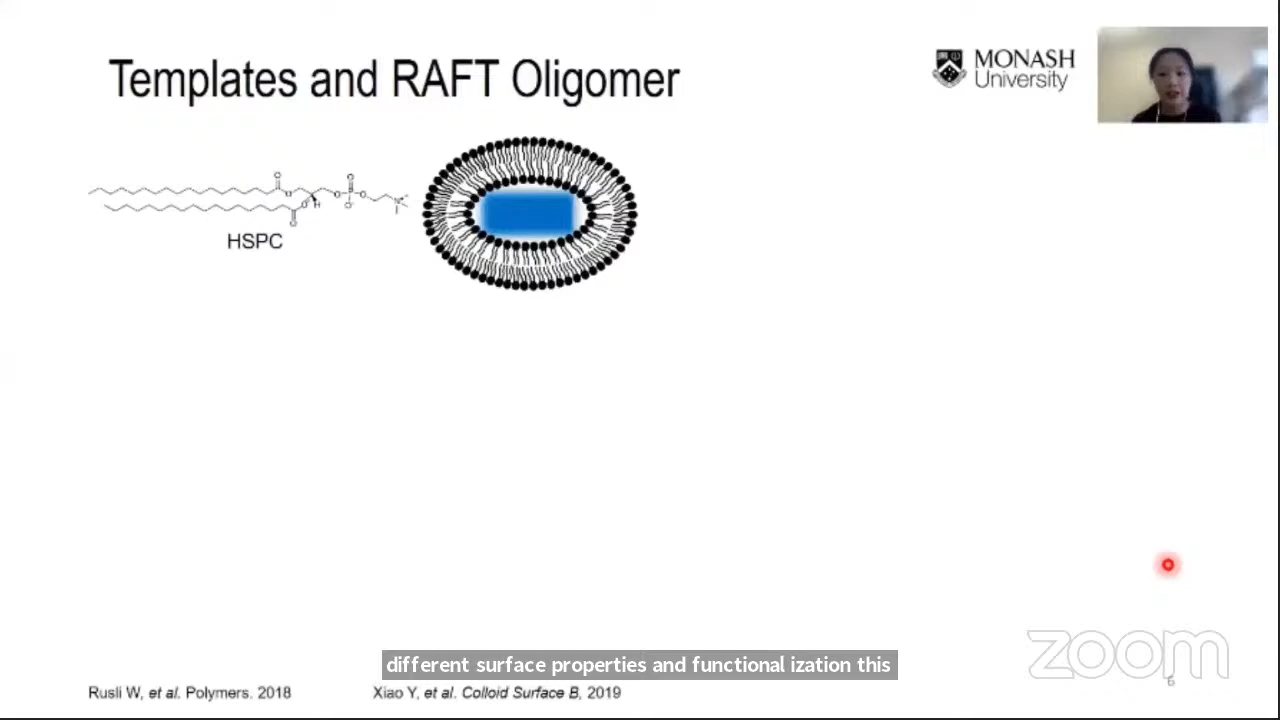 Templates and RAFT Oligomer
MONASH
University
O
O
O
H
O
O
O
P
O-
O
N+
HSPC
different surface properties and functional ization this
zoom
6
Rusli W, et al. Polymers. 2018
Xiao Y, et al. Colloid Surface B, 2019